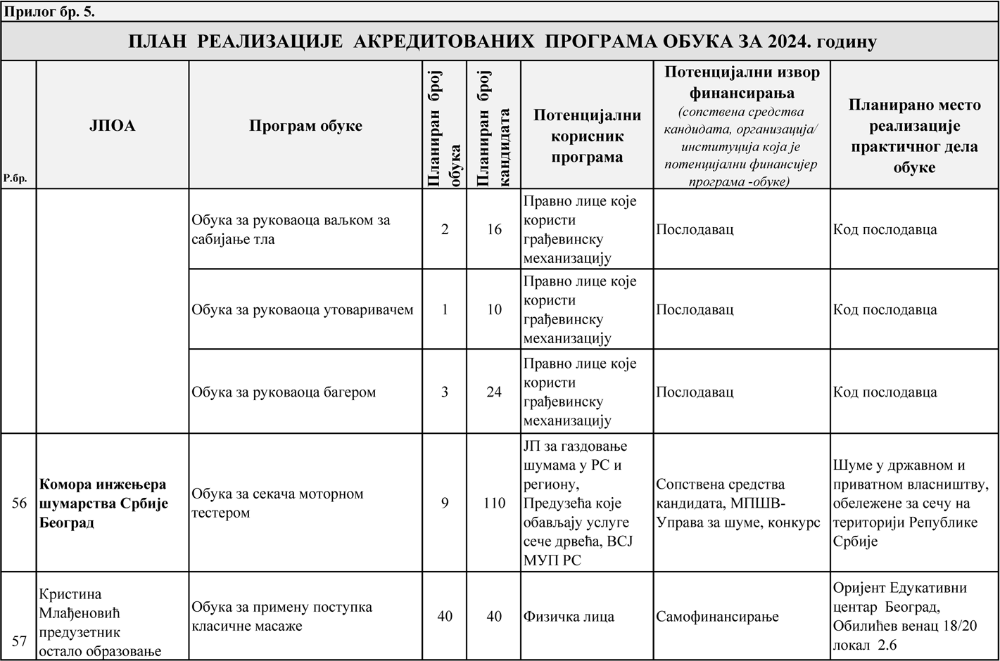 Прилог бр. 5.
ПЛАН РЕАЛИЗАЦИЈЕ АКРЕДИТОВАНИХ ПРОГРАМА ОБУКА ЗА 2024. годину
Р.бр.
ЈПОА
Програм обуке
Планиран број
обука
Планиран број
кандидата
Потенцијални
корисник
програма
Потенцијални извор
финансирања
(сопствена средства
кандидата, организација/
институција која је
потенцијални финансијер
програма -обуке)
Планирано место
реализације
практичног дела
обуке
Обука за руковаоца ваљком за
сабијање тла
2
16
Правно лице које
користи
грађевинску
механизацију
Послодавац
Код послодавца
Обука за руковаоца утоваривачем
1
10
Правно лице које
користи
грађевинску
механизацију
Послодавац
Код послодавца
Обука за руковаоца багером
3
24
Правно лице које
користи
грађевинску
механизацију
Послодавац
Код послодавца
56
Комора инжењера
шумарства Србије
Београд
Обука за секача моторном
тестером
9
110
ЈП за газдовање
шумама у РС и
региону,
Предузећа које
обављају услуге
сече дрвећа, ВСЈ
МУП РС
Сопствена средства
кандидата, МПШВ-
Управа за шуме, конкурс
Шуме у државном и
приватном власништву,
обележене за сечу на
територији Републике
Србије
57
Кристина
Млађеновић
предузетник
остало образовање
Обука за примену поступка
класичне масаже
40
40
Физичка лица
Самофинансирање
Оријент Едукативни
центар Београд,
Обилићев венац 18/20
локал 2.6